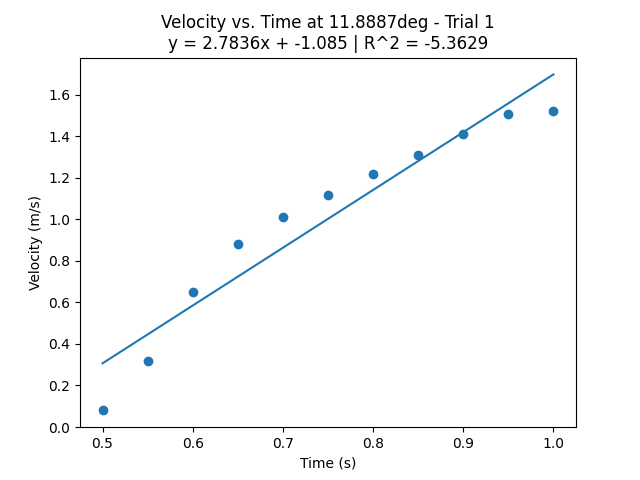 Velocity vs. Time at 11.8887deg - Trial 1
y = 2.7836x + -1.085 | R^2 = -5.3629
1.6
1.4
1.2
1.0
0.8
0.6
0.4
0.2
0.0
Velocity (m/s)
0.5 0.6 0.7 0.8 0.9 1.0
Time (s)